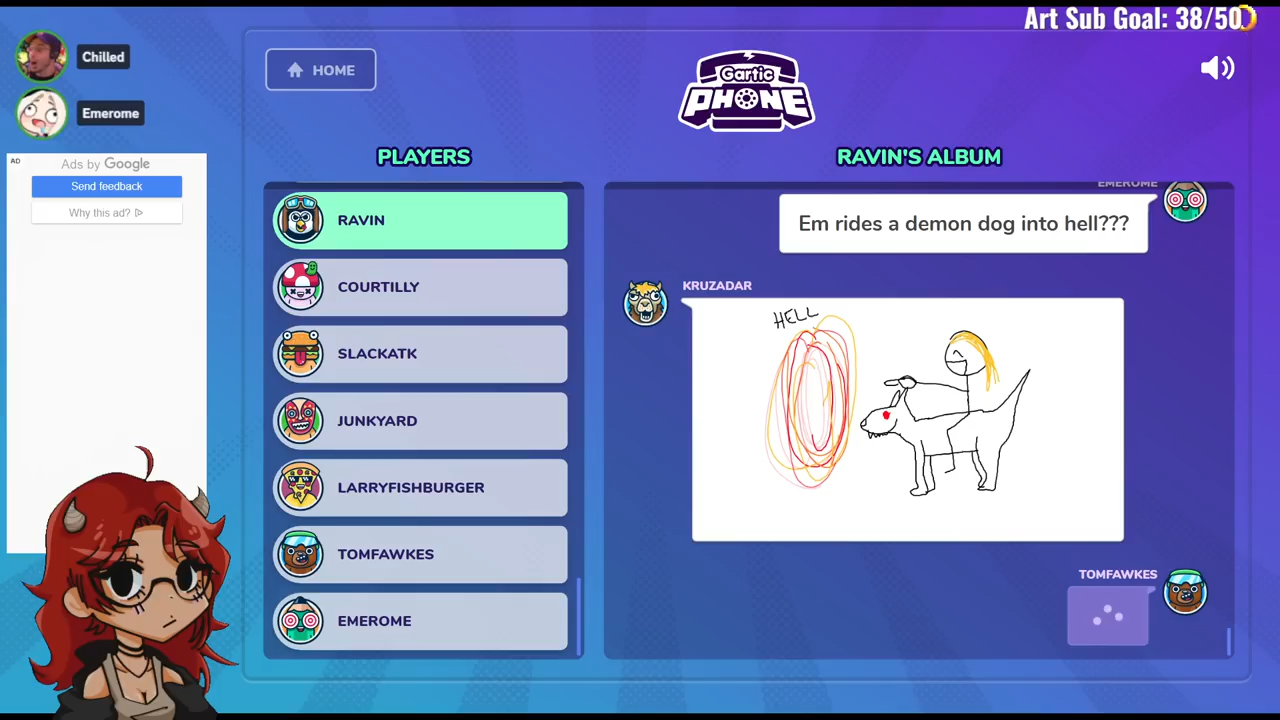 Art Sub Goal: 38/50
Chilled
Emerome
HOME
Gartic
PHONE
AD
Ads by Google
Send feedback
Why this ad?
PLAYERS
RAVIN
COURTILLY
SLACKATK
JUNKYARD
LARRYFISHBURGER
TOMFAWKES
EMEROME
RAVIN'S ALBUM
EMEROME
Em rides a demon dog into hell???
KRUZADAR
HELL
TOMFAWKES